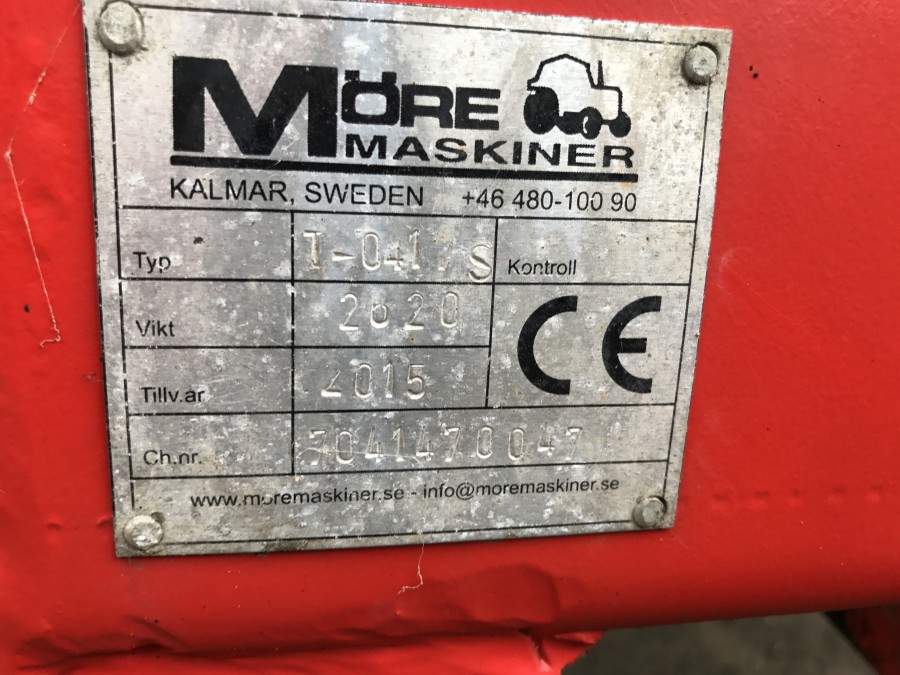 MÖRE
MASKINER
KALMAR, SWEDEN +46 480-100 90
Typ Kontroll
Vikt 2620 CE
Tillv.år 2015
Ch.nr.
www.moremaskiner.se - info@moremaskiner.se